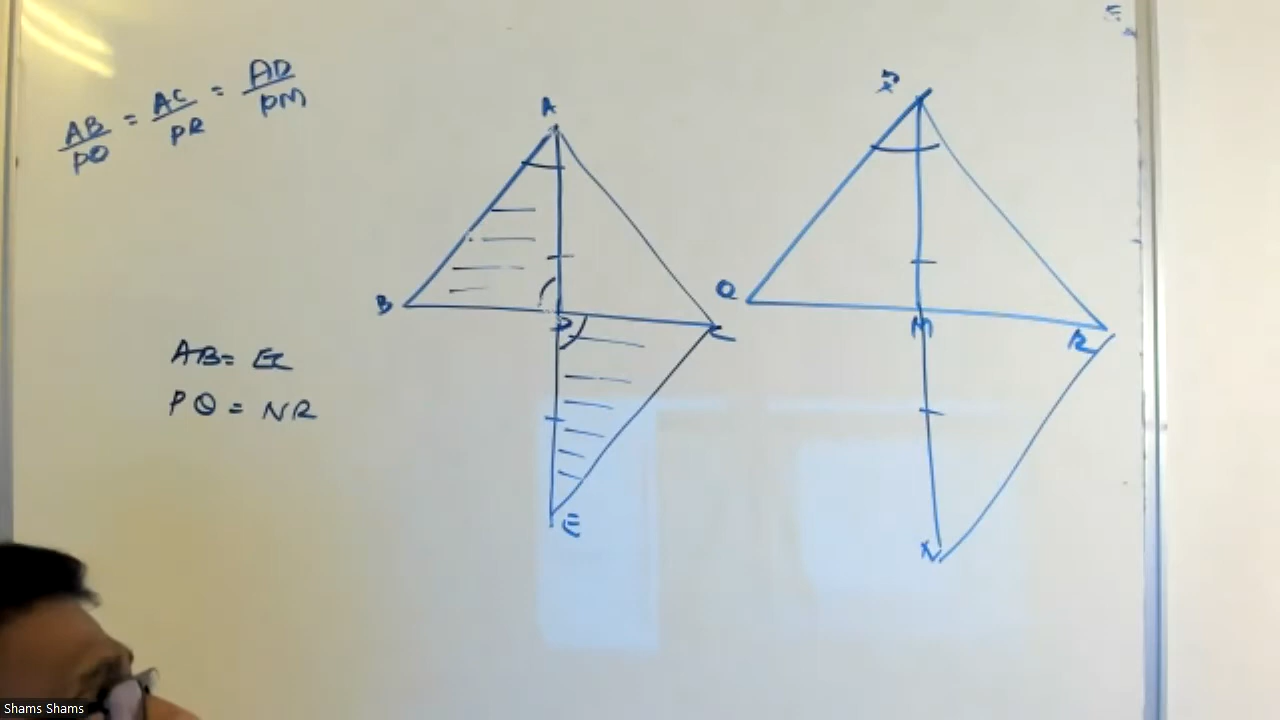 AB/PQ = AC/PR = AD/PM
A
P
B
Q
D
C
M
R
AB = EC
PQ = NR
E
N
Shams Shams